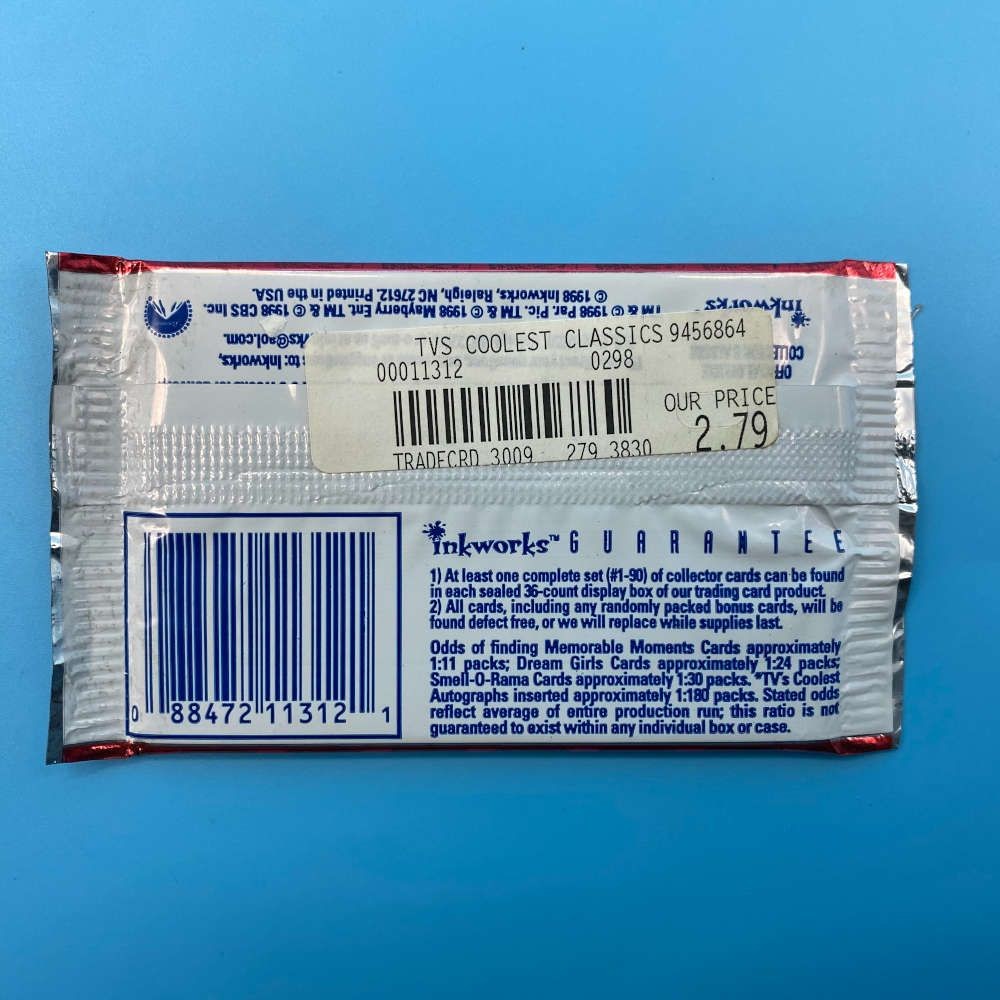 © 1998 Inkworks, Raleigh, NC 27612. Printed in the USA.
TM & © 1998 Par. Pic. TM & © 1998 Mayberry Ent. TM & © 1998 CBS Inc.
inkworks
to: Inkworks,
TVS COOLEST CLASSICS 9456864
00011312 0298
OUR PRICE
2.79
TRADECRD 3009 279 3830
inkworks™ GUARANTEE
1) At least one complete set (#1-90) of collector cards can be found
in each sealed 36-count display box of our trading card product.
2) All cards, including any randomly packed bonus cards, will be
found defect free, or we will replace while supplies last.
Odds of finding Memorable Moments Cards approximately
1:11 packs; Dream Girls Cards approximately 1:24 packs;
Smell-O-Rama Cards approximately 1:30 packs. *TV's Coolest
Autographs inserted approximately 1:180 packs. Stated odds
reflect average of entire production run; this ratio is not
guaranteed to exist within any individual box or case.
0 88472 11312 1